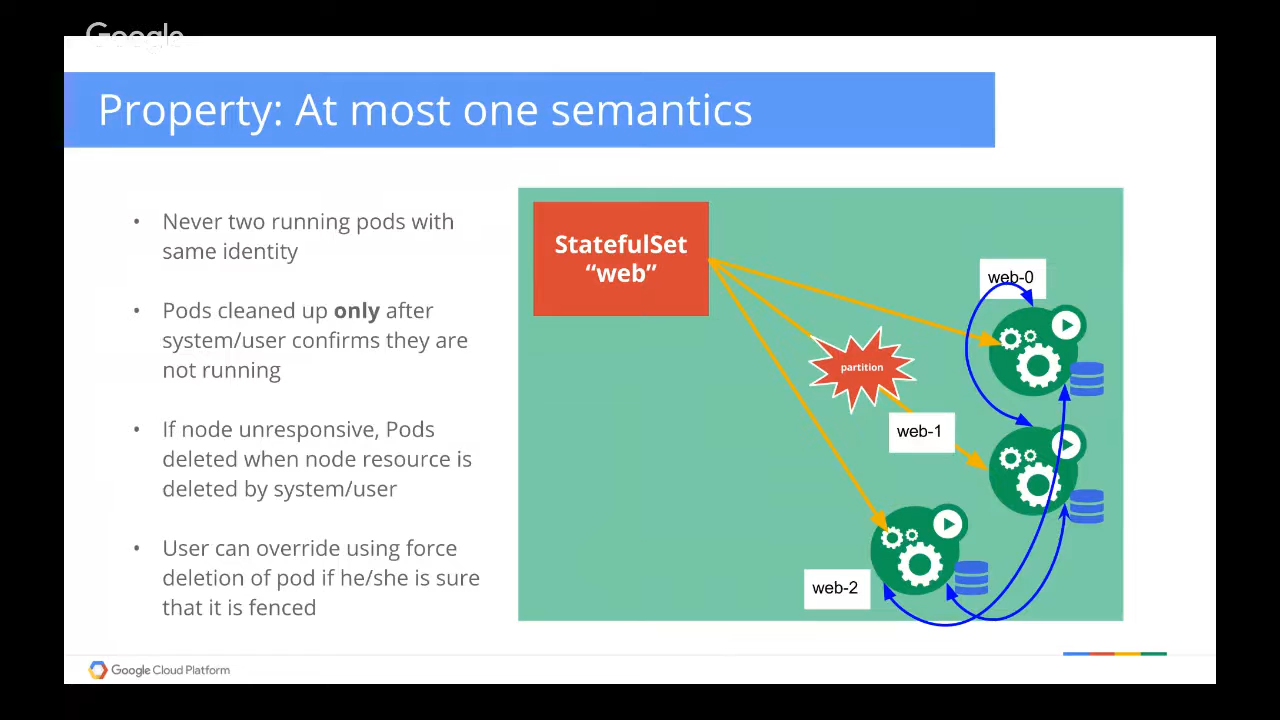 Google
Property: At most one semantics
• Never two running pods with
same identity
• Pods cleaned up only after
system/user confirms they are
not running
• If node unresponsive, Pods
deleted when node resource is
deleted by system/user
• User can override using force
deletion of pod if he/she is sure
that it is fenced
StatefulSet
“web”
web-0
partition
web-1
web-2
Google Cloud Platform